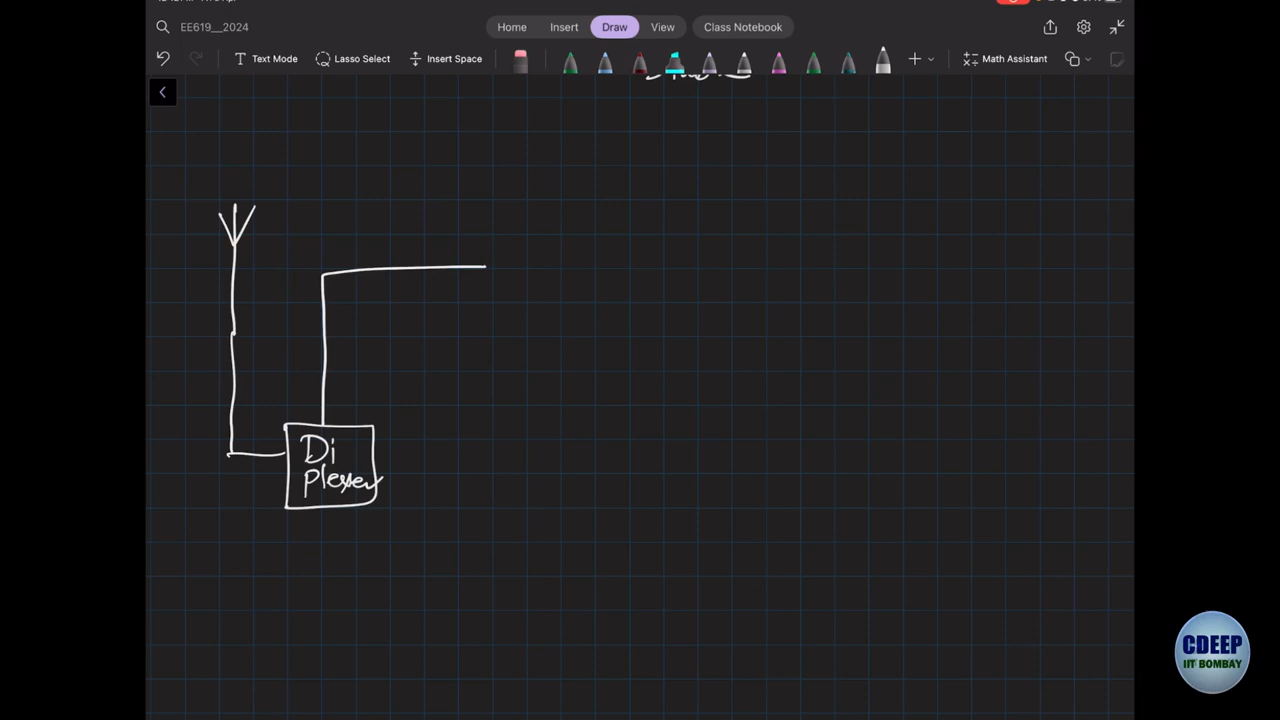 EE619__2024
Home Insert Draw View Class Notebook
Text Mode Lasso Select Insert Space Math Assistant
Di
plexer
CDEEP
IIT BOMBAY